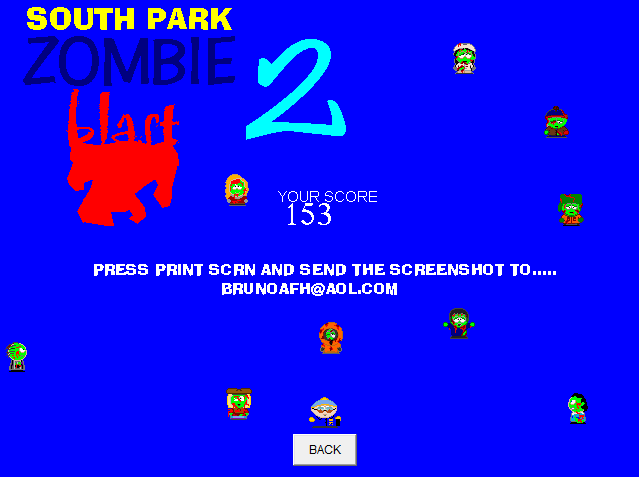 SOUTH PARK
ZOMBIE
blast
2
YOUR SCORE
153
PRESS PRINT SCRN AND SEND THE SCREENSHOT TO.....
BRUNOAFH@AOL.COM
BACK